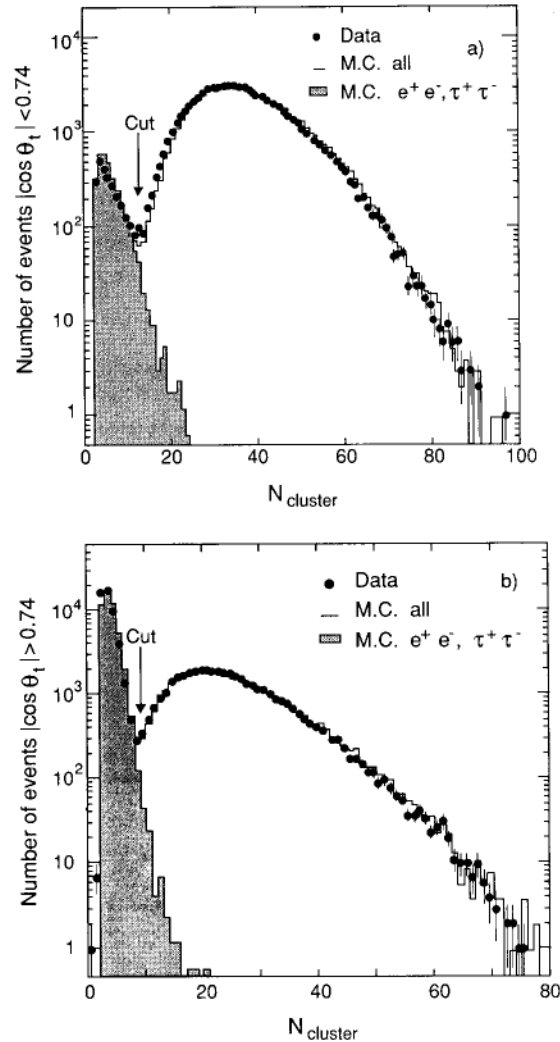 10⁴
● Data
a)
M.C. all
M.C. e⁺ e⁻, τ⁺ τ⁻
Number of events |cos θₜ| <0.74
Cut
10³
10²
10
1
0 20 40 60 80 100
N cluster
● Data
b)
10⁴
M.C. all
M.C. e⁺ e⁻, τ⁺ τ⁻
Number of events |cos θₜ| >0.74
Cut
10³
10²
10
1
0 20 40 60 80
N cluster